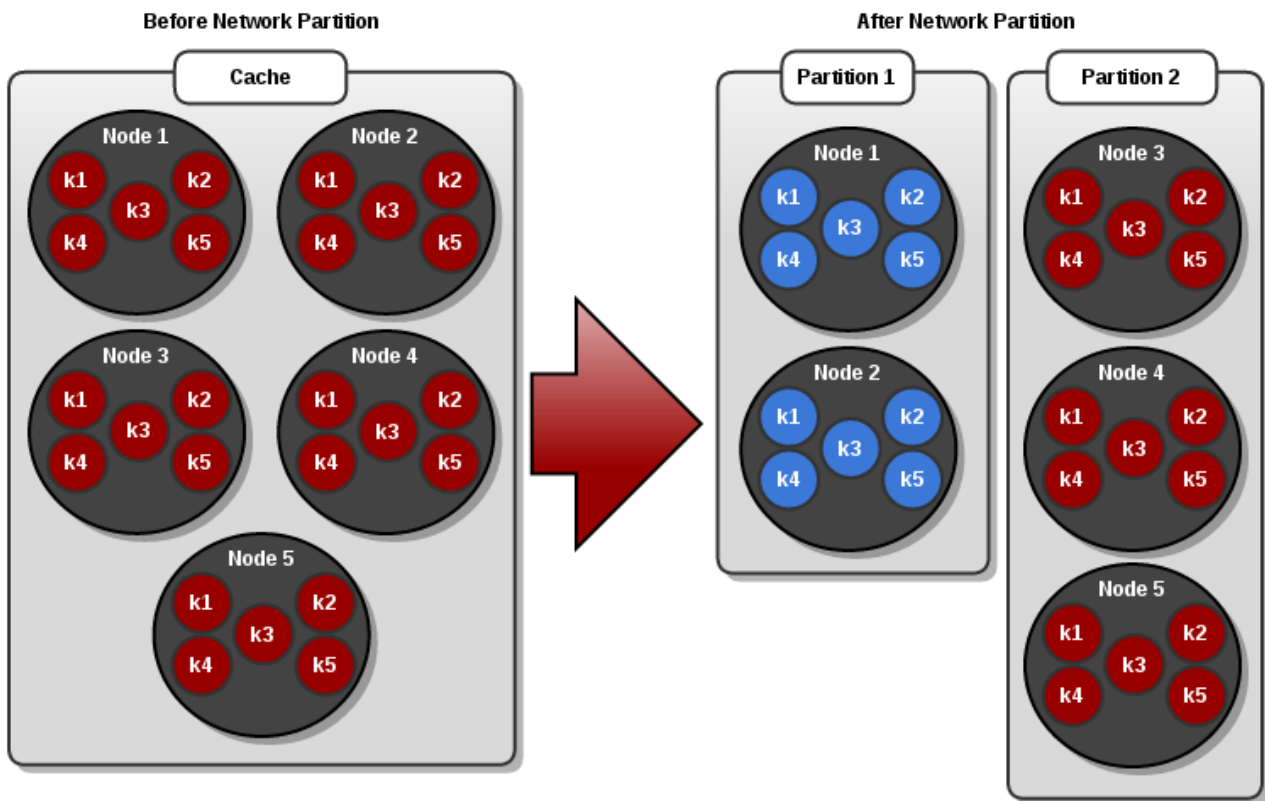 Before Network Partition
After Network Partition
Cache
Node 1
k1
k2
k3
k4
k5
Node 2
k1
k2
k3
k4
k5
Node 3
k1
k2
k3
k4
k5
Node 4
k1
k2
k3
k4
k5
Node 5
k1
k2
k3
k4
k5
Partition 1
Node 1
k1
k2
k3
k4
k5
Node 2
k1
k2
k3
k4
k5
Partition 2
Node 3
k1
k2
k3
k4
k5
Node 4
k1
k2
k3
k4
k5
Node 5
k1
k2
k3
k4
k5